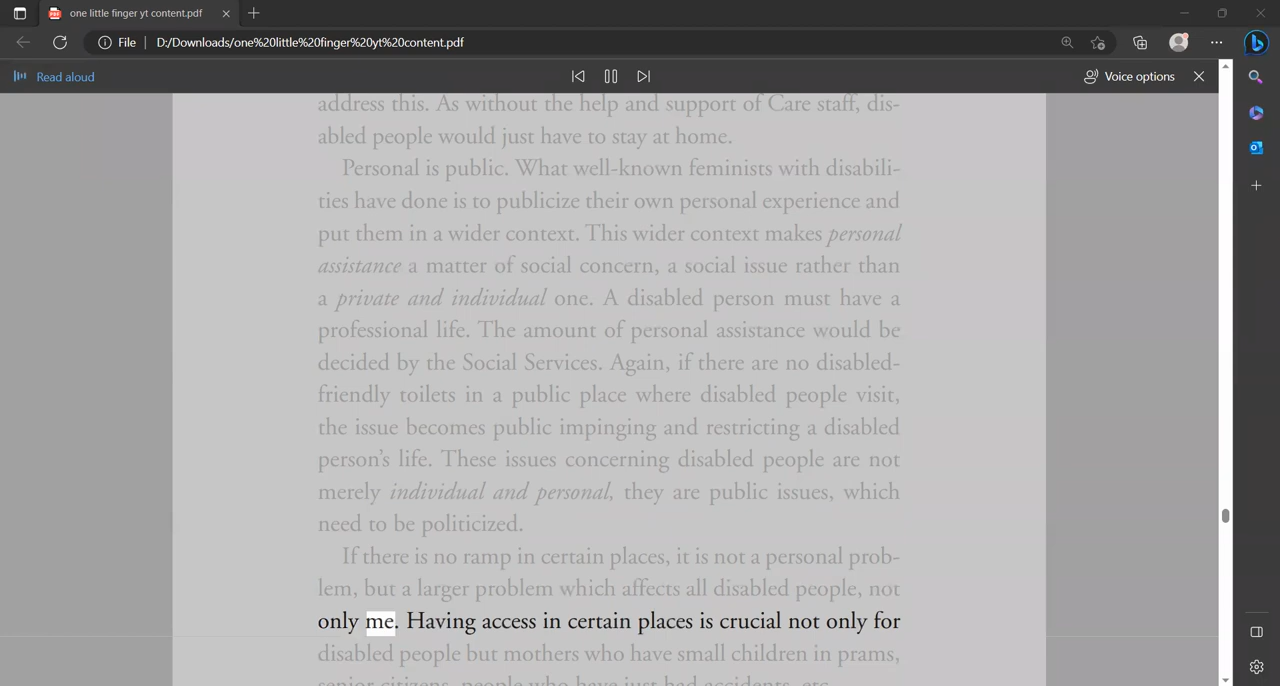 one little finger yt content.pdf
File
D:/Downloads/one%20little%20finger%20yt%20content.pdf
Read aloud
Voice options
address this. As without the help and support of Care staff, dis-
abled people would just have to stay at home.
Personal is public. What well-known feminists with disabili-
ties have done is to publicize their own personal experience and
put them in a wider context. This wider context makes personal
assistance a matter of social concern, a social issue rather than
a private and individual one. A disabled person must have a
professional life. The amount of personal assistance would be
decided by the Social Services. Again, if there are no disabled-
friendly toilets in a public place where disabled people visit,
the issue becomes public impinging and restricting a disabled
person's life. These issues concerning disabled people are not
merely individual and personal, they are public issues, which
need to be politicized.
If there is no ramp in certain places, it is not a personal prob-
lem, but a larger problem which affects all disabled people, not
only me. Having access in certain places is crucial not only for
disabled people but mothers who have small children in prams,
senior citizens, people who have just had accidents, etc.